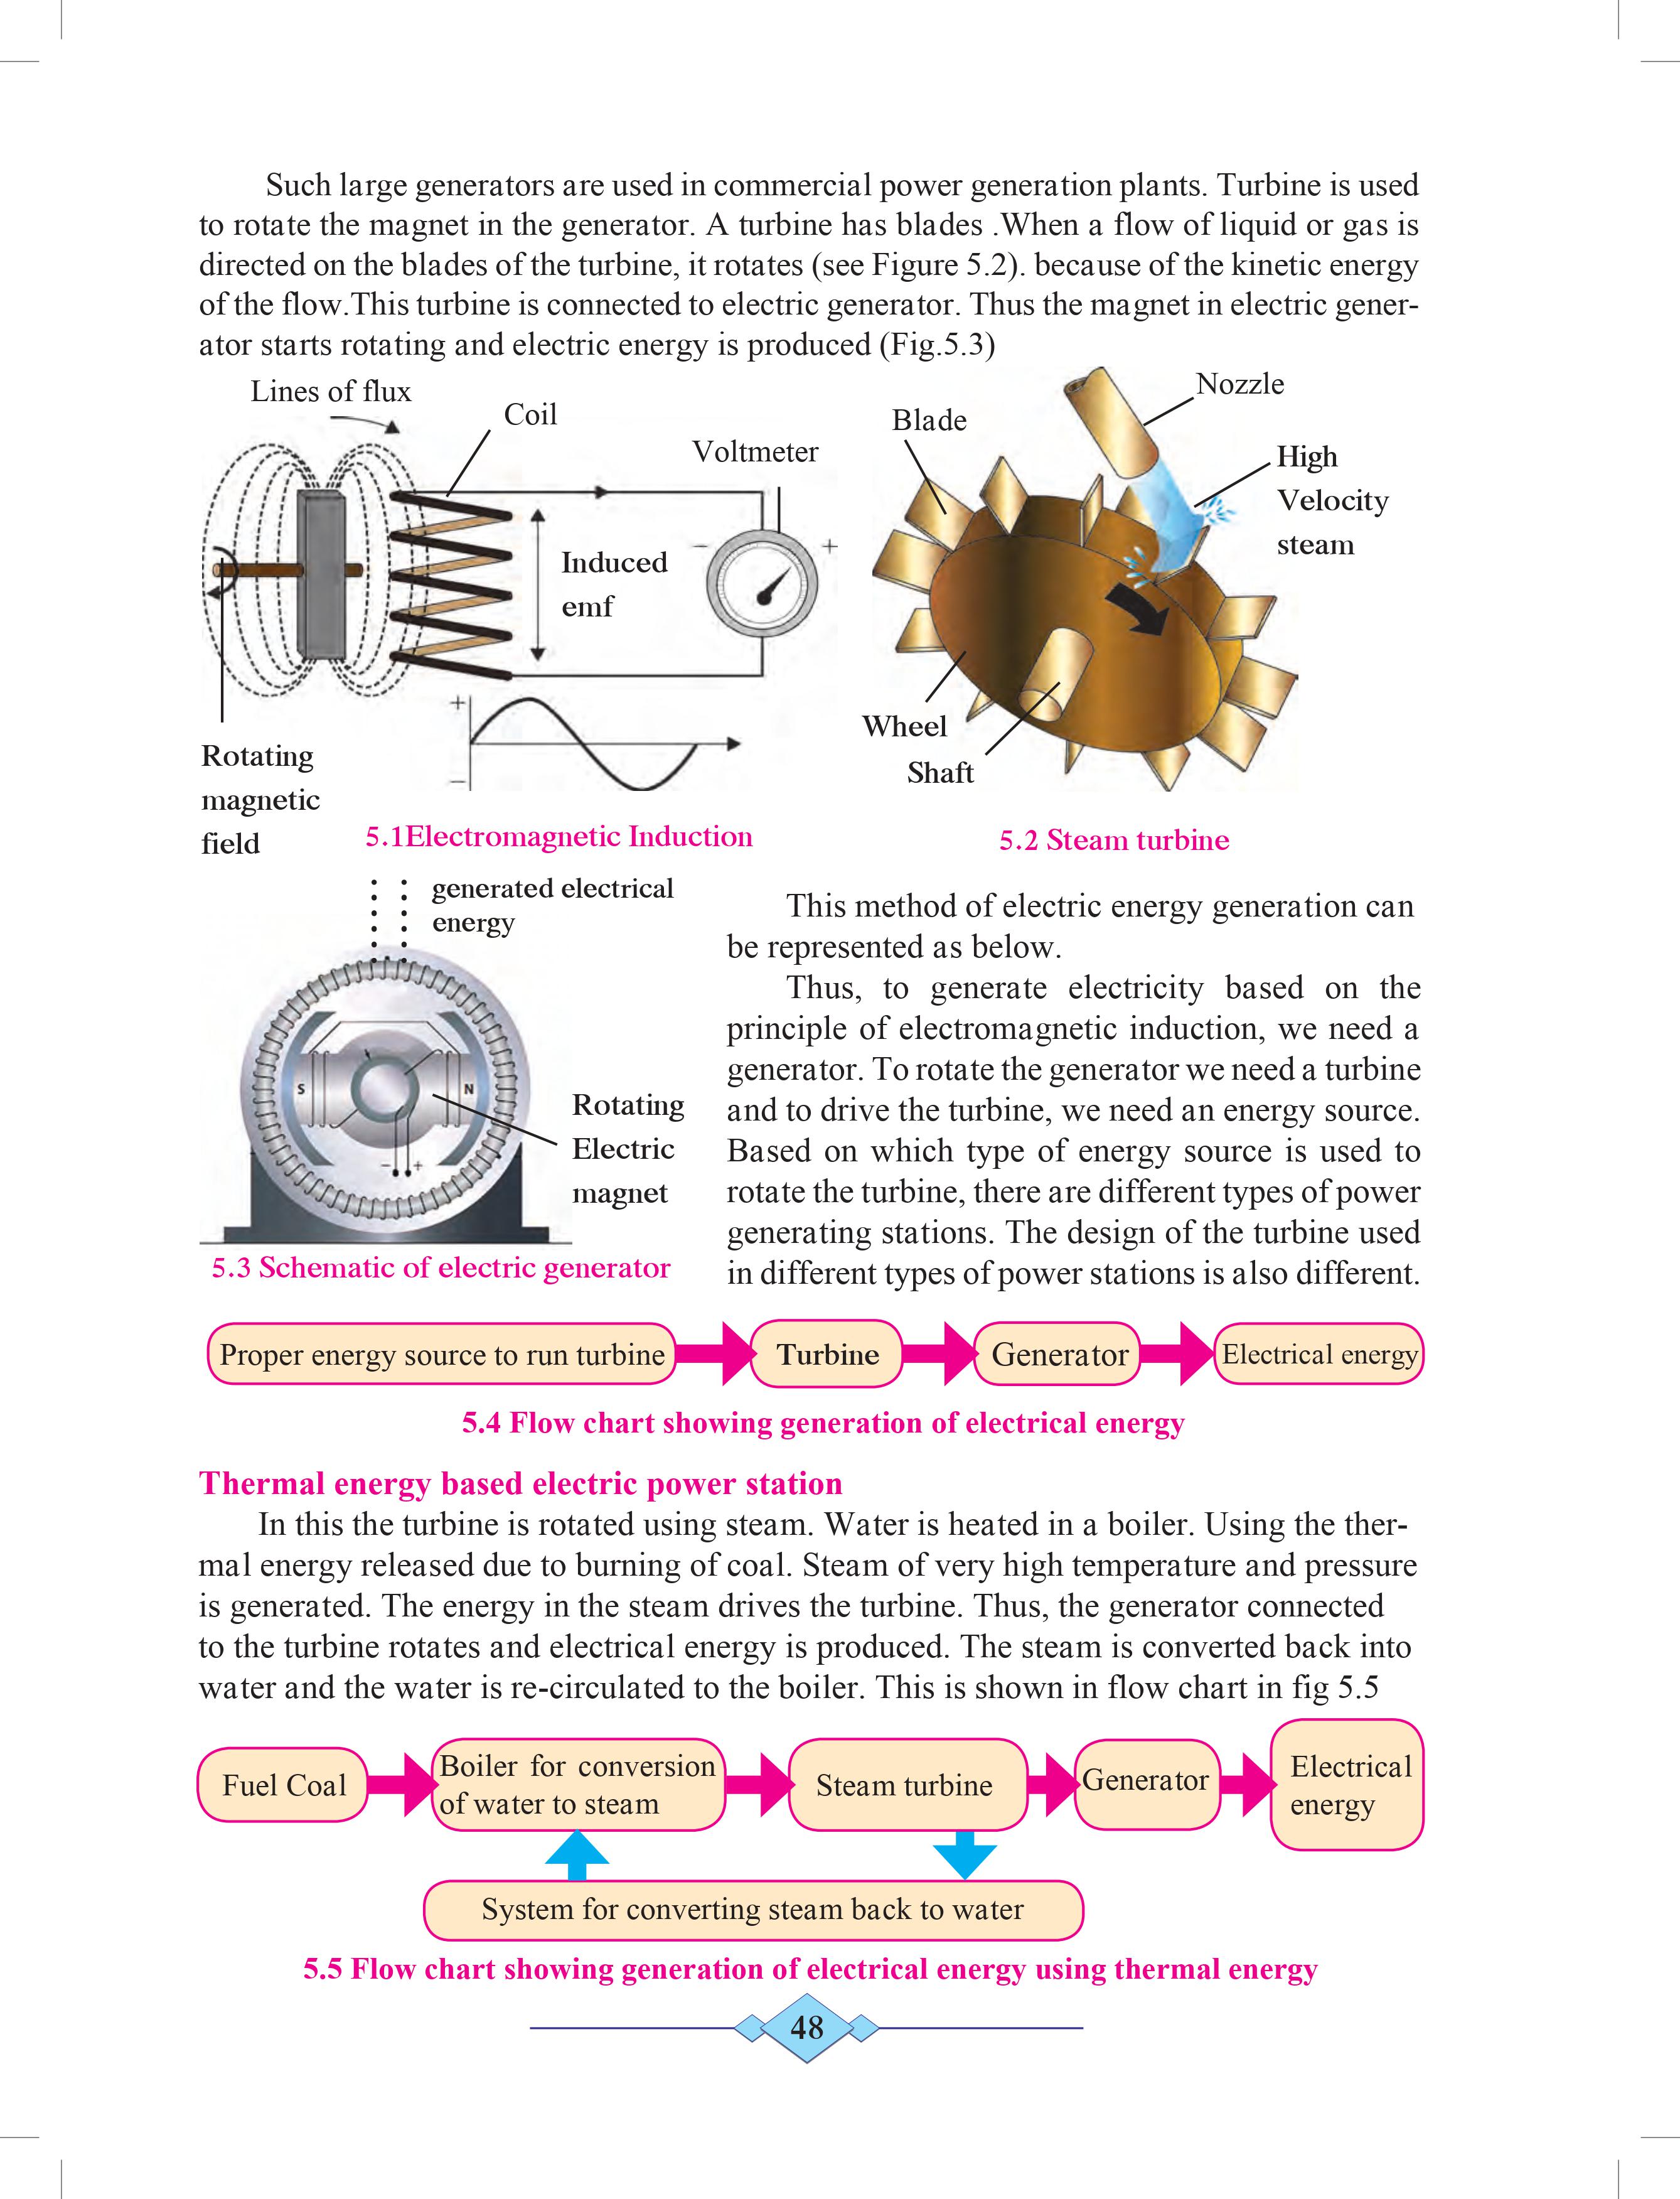 Such large generators are used in commercial power generation plants. Turbine is used
to rotate the magnet in the generator. A turbine has blades .When a flow of liquid or gas is
directed on the blades of the turbine, it rotates (see Figure 5.2). because of the kinetic energy
of the flow.This turbine is connected to electric generator. Thus the magnet in electric gener-
ator starts rotating and electric energy is produced (Fig.5.3)
Lines of flux
Coil
Voltmeter
Induced
emf
- +
+
-
Rotating
magnetic
field
5.1Electromagnetic Induction
Nozzle
Blade
High
Velocity
steam
Wheel
Shaft
5.2 Steam turbine
generated electrical
energy
S
N
- +
Rotating
Electric
magnet
5.3 Schematic of electric generator
This method of electric energy generation can
be represented as below.
Thus, to generate electricity based on the
principle of electromagnetic induction, we need a
generator. To rotate the generator we need a turbine
and to drive the turbine, we need an energy source.
Based on which type of energy source is used to
rotate the turbine, there are different types of power
generating stations. The design of the turbine used
in different types of power stations is also different.
Proper energy source to run turbine
Turbine
Generator
Electrical energy
5.4 Flow chart showing generation of electrical energy
Thermal energy based electric power station
In this the turbine is rotated using steam. Water is heated in a boiler. Using the ther-
mal energy released due to burning of coal. Steam of very high temperature and pressure
is generated. The energy in the steam drives the turbine. Thus, the generator connected
to the turbine rotates and electrical energy is produced. The steam is converted back into
water and the water is re-circulated to the boiler. This is shown in flow chart in fig 5.5
Fuel Coal
Boiler for conversion
of water to steam
Steam turbine
Generator
Electrical
energy
System for converting steam back to water
5.5 Flow chart showing generation of electrical energy using thermal energy
48